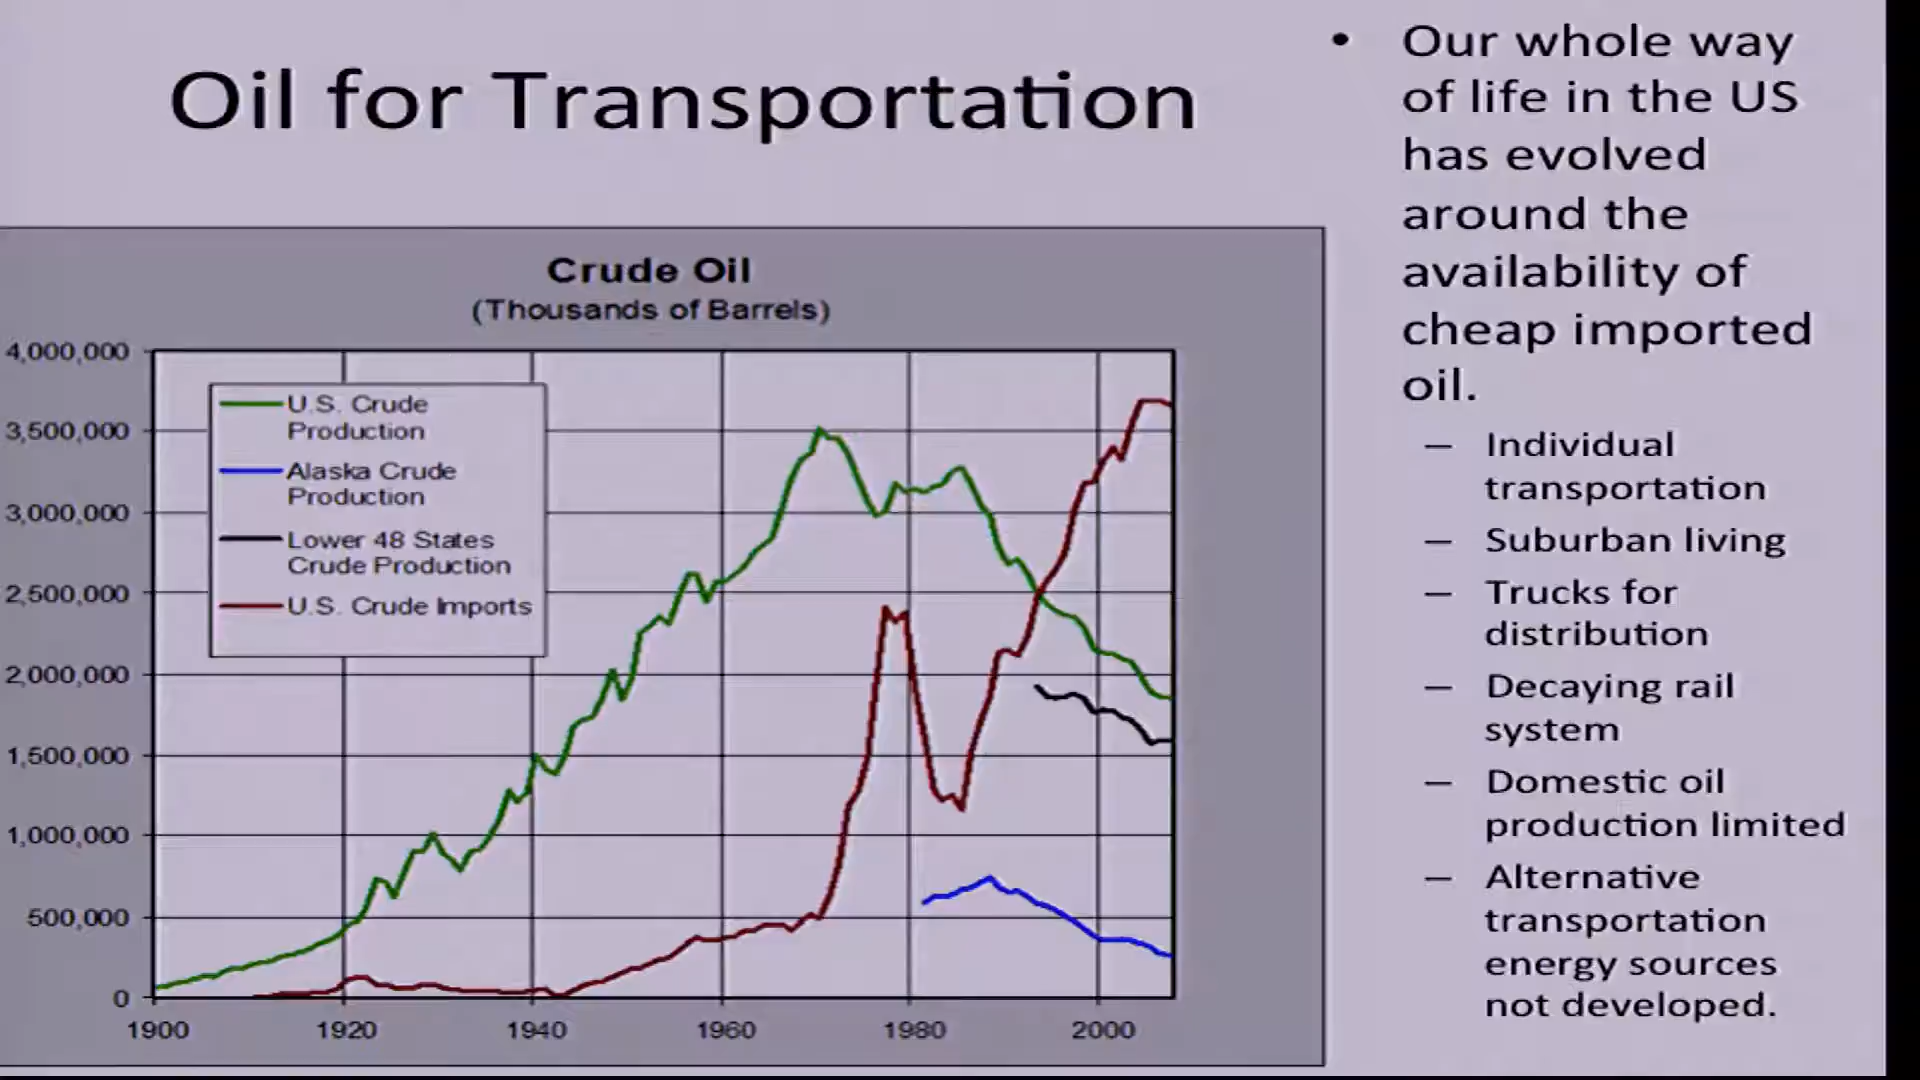 Oil for Transportation
Crude Oil
(Thousands of Barrels)
4,000,000
3,500,000
3,000,000
2,500,000
2,000,000
1,500,000
1,000,000
500,000
0
1900 1920 1940 1960 1980 2000
U.S. Crude
Production
Alaska Crude
Production
Lower 48 States
Crude Production
U.S. Crude Imports
• Our whole way
of life in the US
has evolved
around the
availability of
cheap imported
oil.
– Individual
transportation
– Suburban living
– Trucks for
distribution
– Decaying rail
system
– Domestic oil
production limited
– Alternative
transportation
energy sources
not developed.